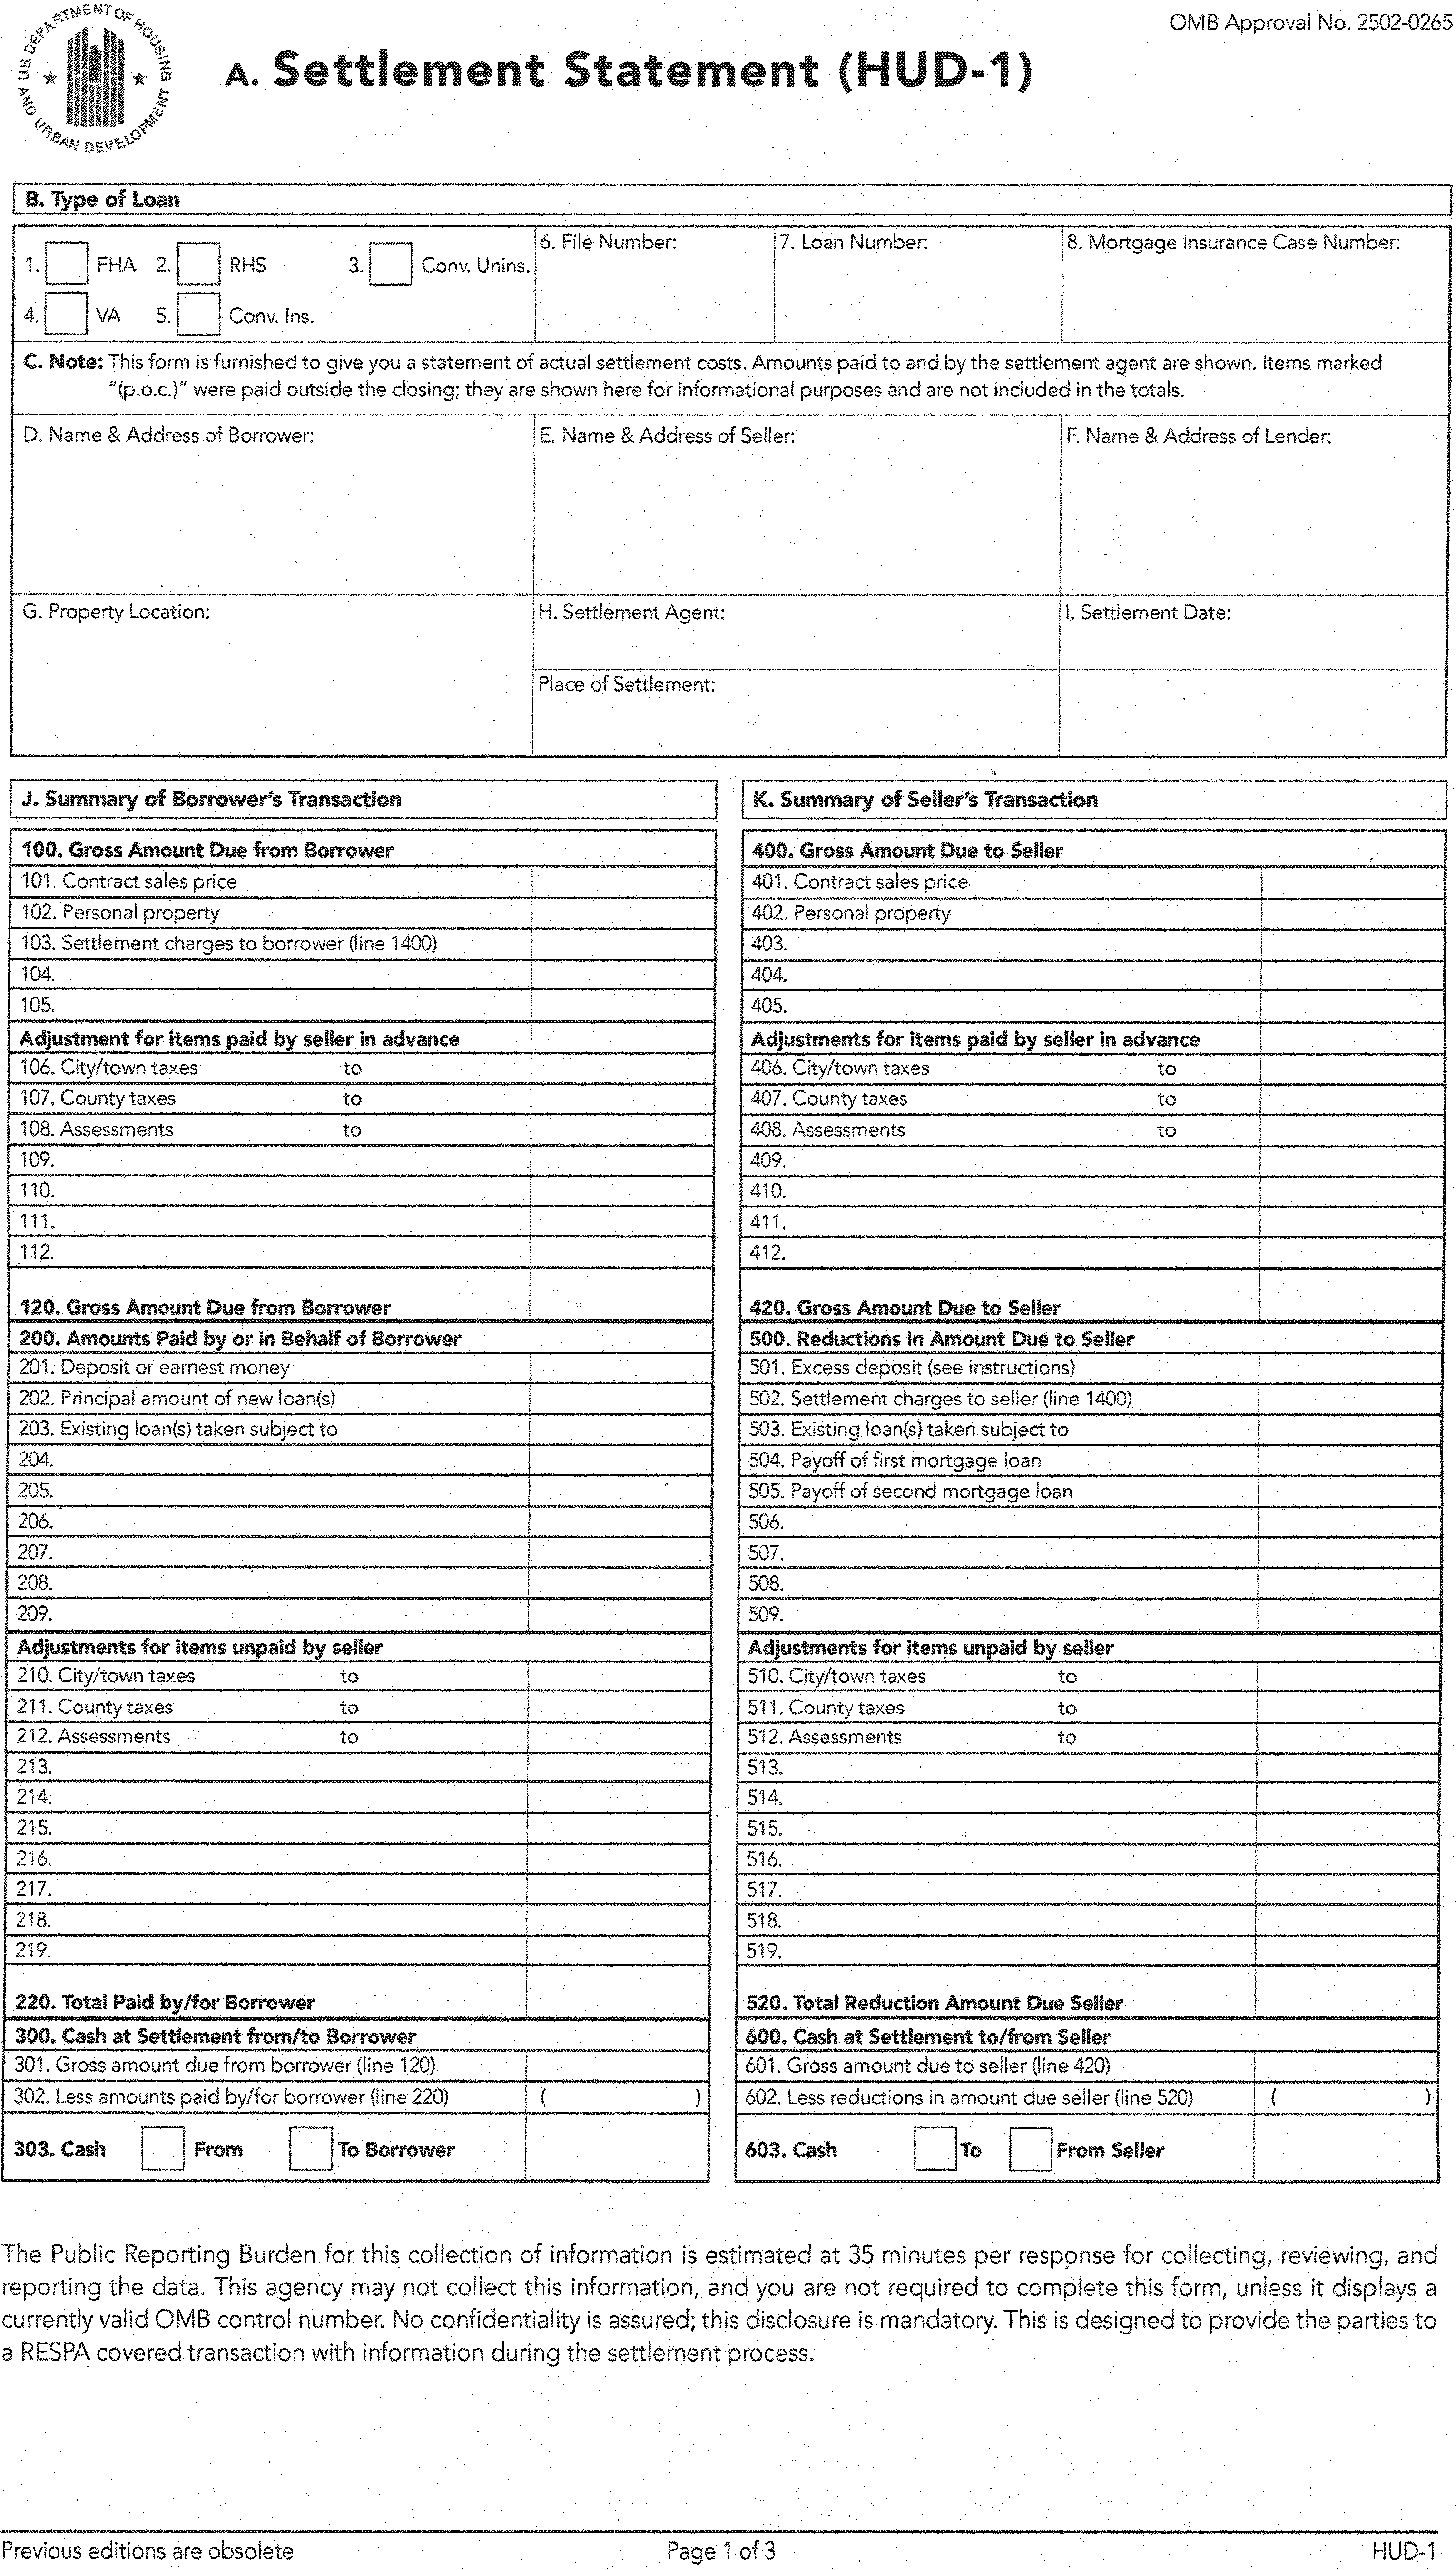 U.S. DEPARTMENT OF HOUSING AND URBAN DEVELOPMENT
OMB Approval No. 2502-0265
A. Settlement Statement (HUD-1)
B. Type of Loan
1. FHA 2. RHS 3. Conv. Unins.
4. VA 5. Conv. Ins.
6. File Number:
7. Loan Number:
8. Mortgage Insurance Case Number:
C. Note: This form is furnished to give you a statement of actual settlement costs. Amounts paid to and by the settlement agent are shown. Items marked
"(p.o.c.)" were paid outside the closing; they are shown here for informational purposes and are not included in the totals.
D. Name & Address of Borrower:
E. Name & Address of Seller:
F. Name & Address of Lender:
G. Property Location:
H. Settlement Agent:
I. Settlement Date:
Place of Settlement:
J. Summary of Borrower's Transaction
100. Gross Amount Due from Borrower
101. Contract sales price
102. Personal property
103. Settlement charges to borrower (line 1400)
104.
105.
Adjustment for items paid by seller in advance
106. City/town taxes to
107. County taxes to
108. Assessments to
109.
110.
111.
112.
120. Gross Amount Due from Borrower
200. Amounts Paid by or in Behalf of Borrower
201. Deposit or earnest money
202. Principal amount of new loan(s)
203. Existing loan(s) taken subject to
204.
205.
206.
207.
208.
209.
Adjustments for items unpaid by seller
210. City/town taxes to
211. County taxes to
212. Assessments to
213.
214.
215.
216.
217.
218.
219.
220. Total Paid by/for Borrower
300. Cash at Settlement from/to Borrower
301. Gross amount due from borrower (line 120)
302. Less amounts paid by/for borrower (line 220) ( )
303. Cash From To Borrower
K. Summary of Seller's Transaction
400. Gross Amount Due to Seller
401. Contract sales price
402. Personal property
403.
404.
405.
Adjustments for items paid by seller in advance
406. City/town taxes to
407. County taxes to
408. Assessments to
409.
410.
411.
412.
420. Gross Amount Due to Seller
500. Reductions In Amount Due to Seller
501. Excess deposit (see instructions)
502. Settlement charges to seller (line 1400)
503. Existing loan(s) taken subject to
504. Payoff of first mortgage loan
505. Payoff of second mortgage loan
506.
507.
508.
509.
Adjustments for items unpaid by seller
510. City/town taxes to
511. County taxes to
512. Assessments to
513.
514.
515.
516.
517.
518.
519.
520. Total Reduction Amount Due Seller
600. Cash at Settlement to/from Seller
601. Gross amount due to seller (line 420)
602. Less reductions in amount due seller (line 520) ( )
603. Cash To From Seller
The Public Reporting Burden for this collection of information is estimated at 35 minutes per response for collecting, reviewing, and
reporting the data. This agency may not collect this information, and you are not required to complete this form, unless it displays a
currently valid OMB control number. No confidentiality is assured; this disclosure is mandatory. This is designed to provide the parties to
a RESPA covered transaction with information during the settlement process.
Previous editions are obsolete
Page 1 of 3
HUD-1